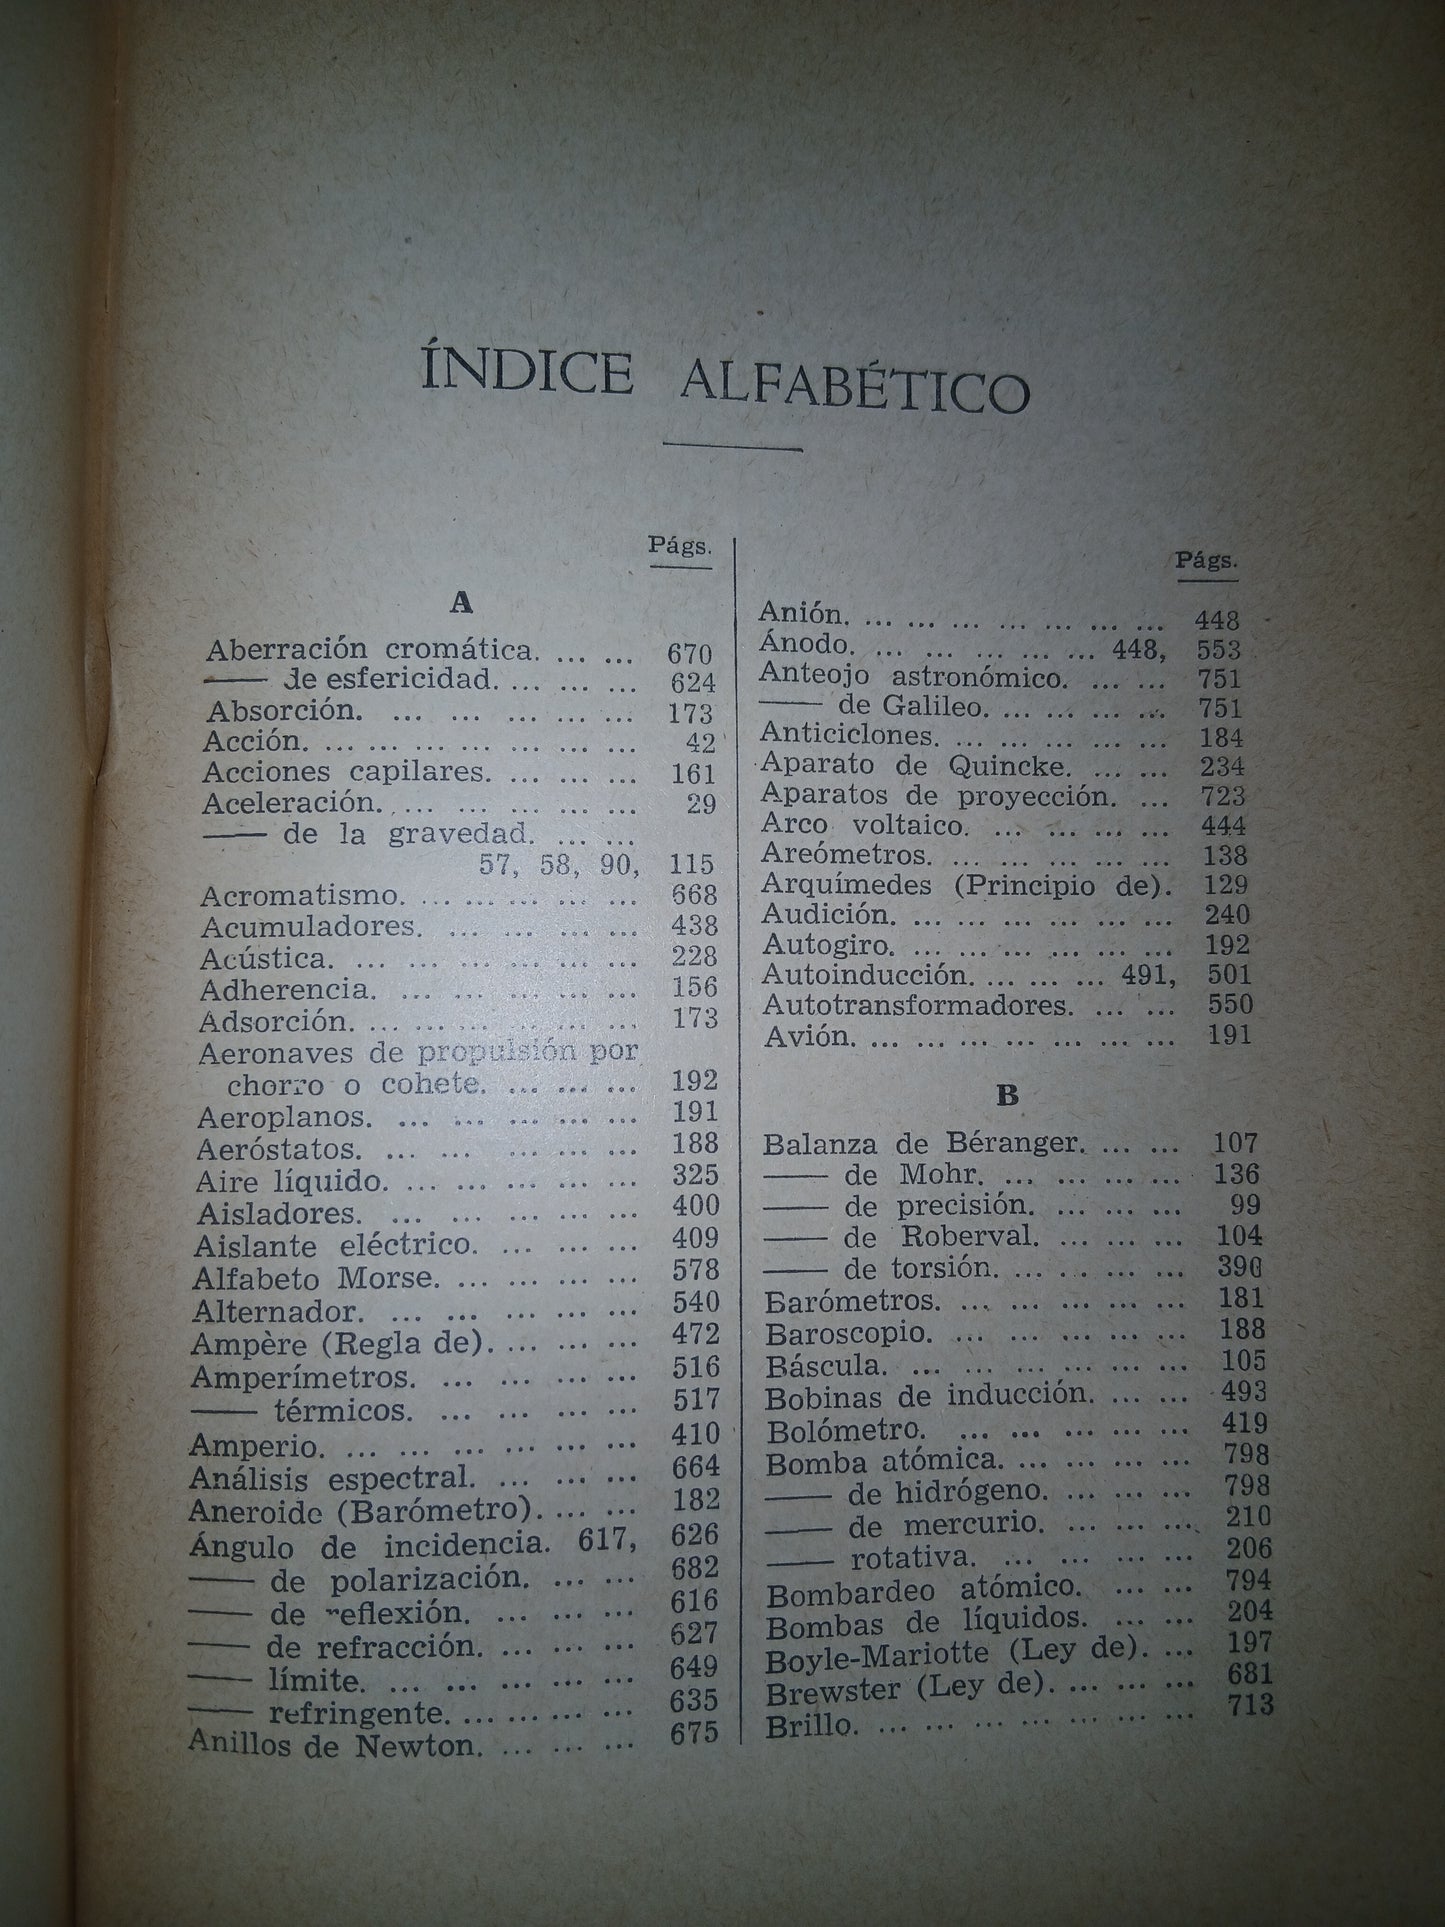 ÍNDICE ALFABÉTICO
Págs.
A
Aberración cromática. ... ... 670
—— de esfericidad. ... ... ... 624
Absorción. ... ... ... ... ... 173
Acción. ... ... ... ... ... ... ... 42
Acciones capilares. ... ... ... 161
Aceleración. ... ... ... ... ... 29
—— de la gravedad. ... ...
57, 58, 90, 115
Acromatismo. ... ... ... ... ... 668
Acumuladores. ... ... ... ... 438
Acústica. ... ... ... ... ... ... 228
Adherencia. ... ... ... ... ... 156
Adsorción. ... ... ... ... ... ... 173
Aeronaves de propulsión por
chorro o cohete. ... ... ... 192
Aeroplanos. ... ... ... ... ... 191
Aeróstatos. ... ... ... ... ... 188
Aire líquido. ... ... ... ... ... 325
Aisladores. ... ... ... ... ... 400
Aislante eléctrico. ... ... ... 409
Alfabeto Morse. ... ... ... ... 578
Alternador. ... ... ... ... ... 540
Ampère (Regla de). ... ... ... 472
Amperímetros. ... ... ... ... 516
—— térmicos. ... ... ... ... 517
Amperio. ... ... ... ... ... ... 410
Análisis espectral. ... ... ... 664
Aneroide (Barómetro). ... ... 182
Ángulo de incidencia. 617, 626
—— de polarización. ... ... 682
—— de reflexión. ... ... ... 616
—— de refracción. ... ... ... 627
—— límite. ... ... ... ... ... 649
—— refringente. ... ... ... ... 635
Anillos de Newton. ... ... ... 675
Págs.
Anión. ... ... ... ... ... ... ... 448
Ánodo. ... ... ... ... ... 448, 553
Anteojo astronómico. ... ... 751
—— de Galileo. ... ... ... ... 751
Anticiclones. ... ... ... ... ... 184
Aparato de Quincke. ... ... 234
Aparatos de proyección. ... 723
Arco voltaico. ... ... ... ... 444
Areómetros. ... ... ... ... ... 138
Arquímedes (Principio de). 129
Audición. ... ... ... ... ... ... 240
Autogiro. ... ... ... ... ... ... 192
Autoinducción. ... ... ... 491, 501
Autotransformadores. ... ... 550
Avión. ... ... ... ... ... ... ... 191
B
Balanza de Béranger. ... ... 107
—— de Mohr. ... ... ... ... 136
—— de precisión. ... ... ... 99
—— de Roberval. ... ... ... 104
—— de torsión. ... ... ... ... 390
Barómetros. ... ... ... ... ... 181
Baroscopio. ... ... ... ... ... 188
Báscula. ... ... ... ... ... ... 105
Bobinas de inducción. ... ... 493
Bolómetro. ... ... ... ... ... 419
Bomba atómica. ... ... ... ... 798
—— de hidrógeno. ... ... ... 798
—— de mercurio. ... ... ... 210
—— rotativa. ... ... ... ... 206
Bombardeo atómico. ... ... 794
Bombas de líquidos. ... ... 204
Boyle-Mariotte (Ley de). ... 197
Brewster (Ley de). ... ... ... 681
Brillo. ... ... ... ... ... ... ... 713